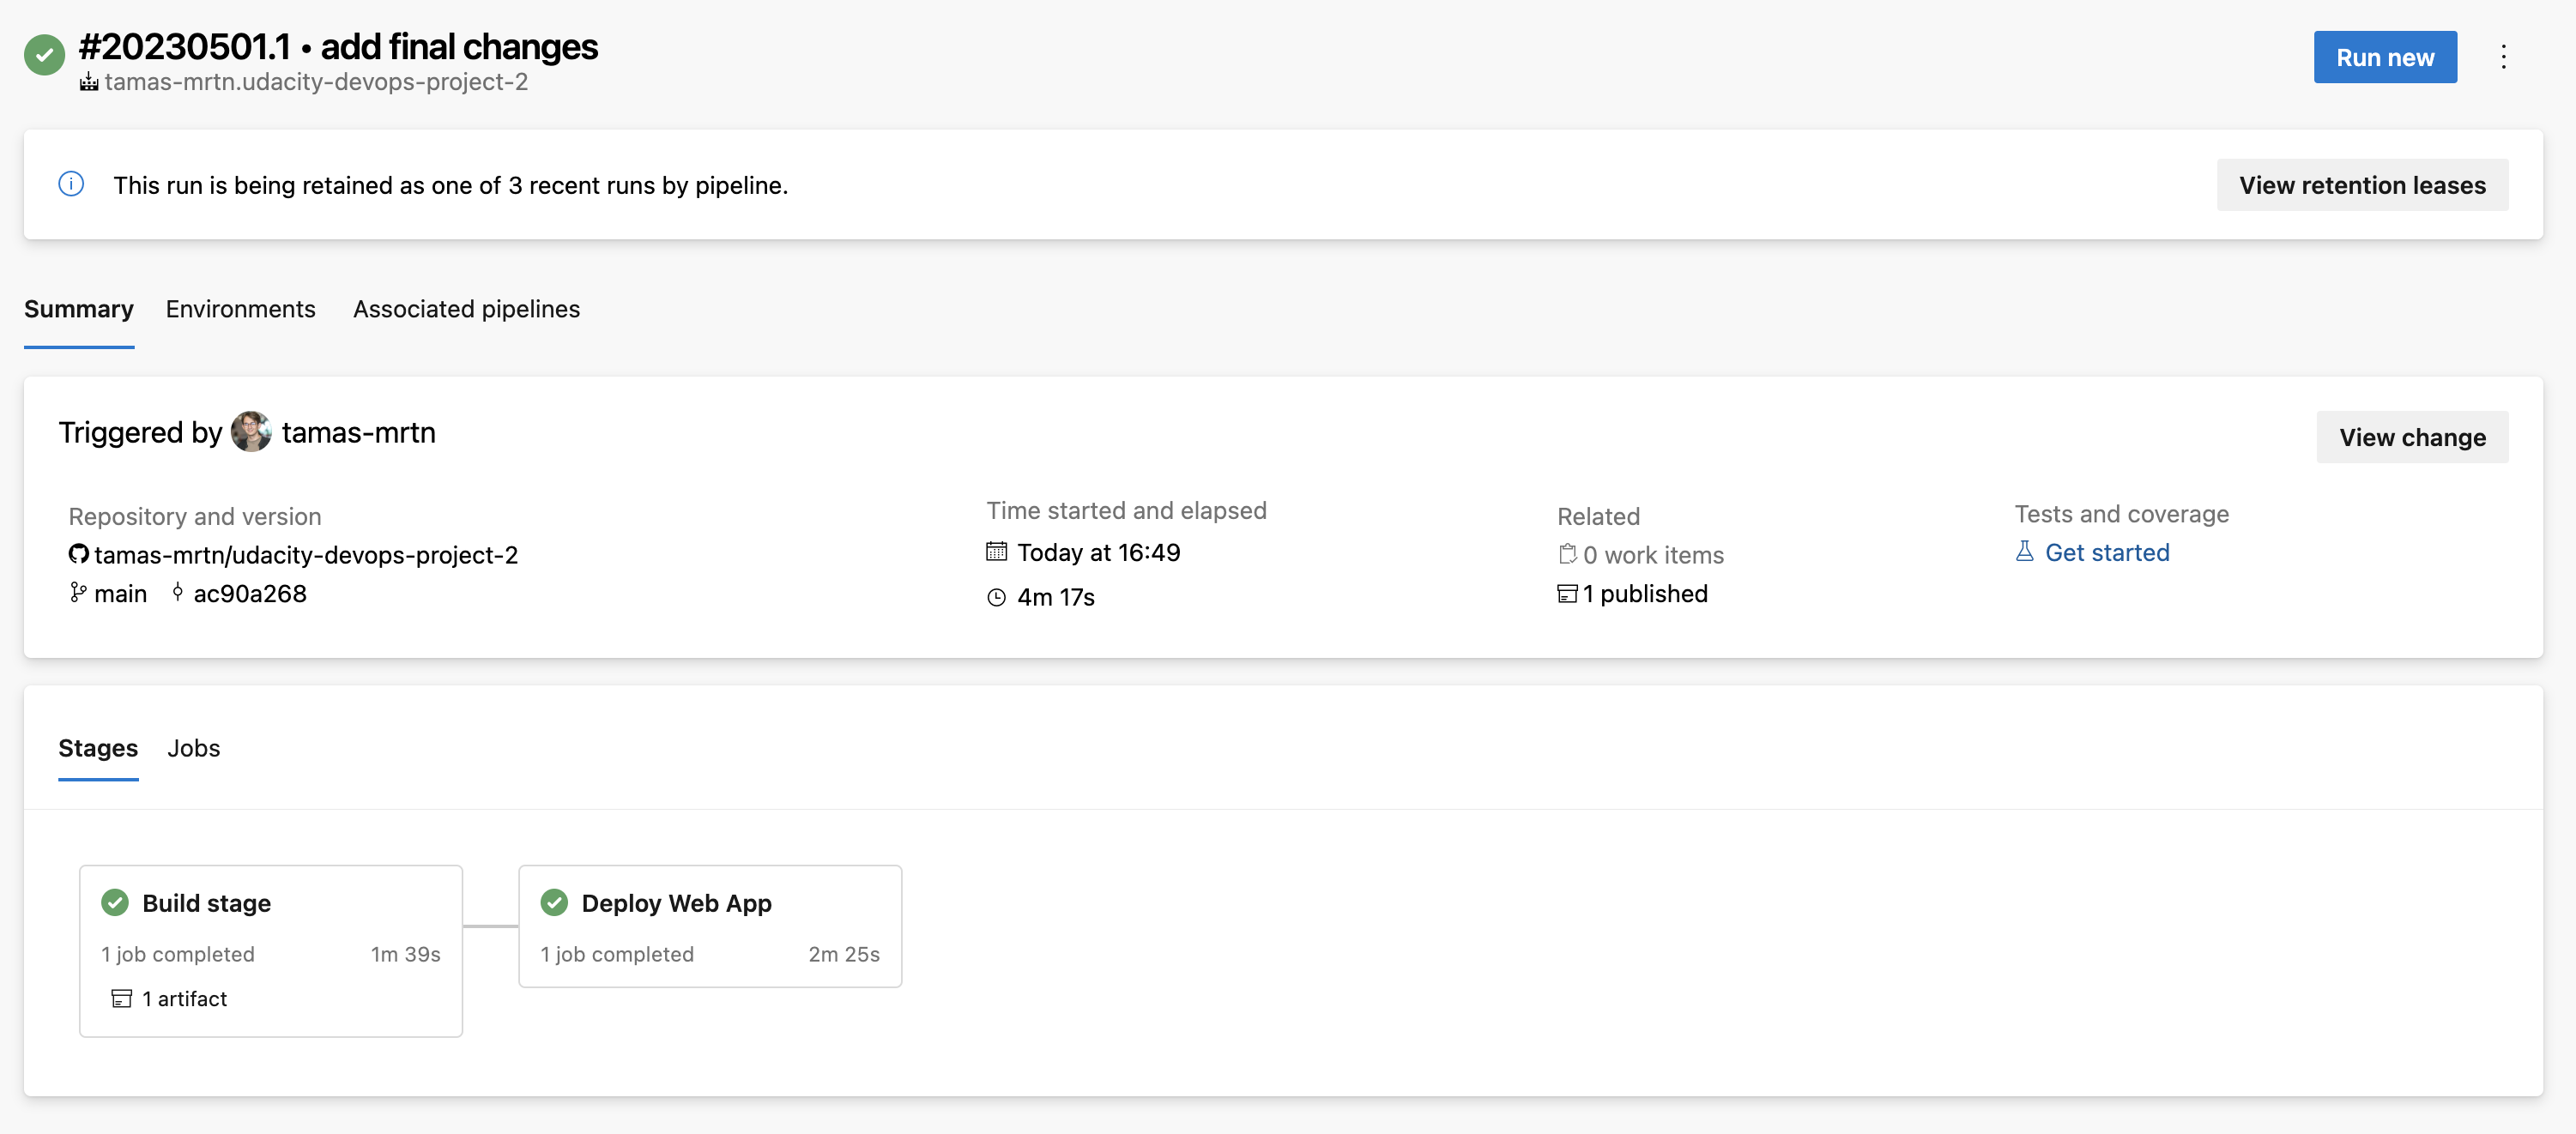 #20230501.1 • add final changes
tamas-mrtn.udacity-devops-project-2
Run new
This run is being retained as one of 3 recent runs by pipeline.
View retention leases
Summary Environments Associated pipelines
Triggered by tamas-mrtn
View change
Repository and version
tamas-mrtn/udacity-devops-project-2
main ac90a268
Time started and elapsed
Today at 16:49
4m 17s
Related
0 work items
1 published
Tests and coverage
Get started
Stages Jobs
Build stage
1 job completed 1m 39s
1 artifact
Deploy Web App
1 job completed 2m 25s